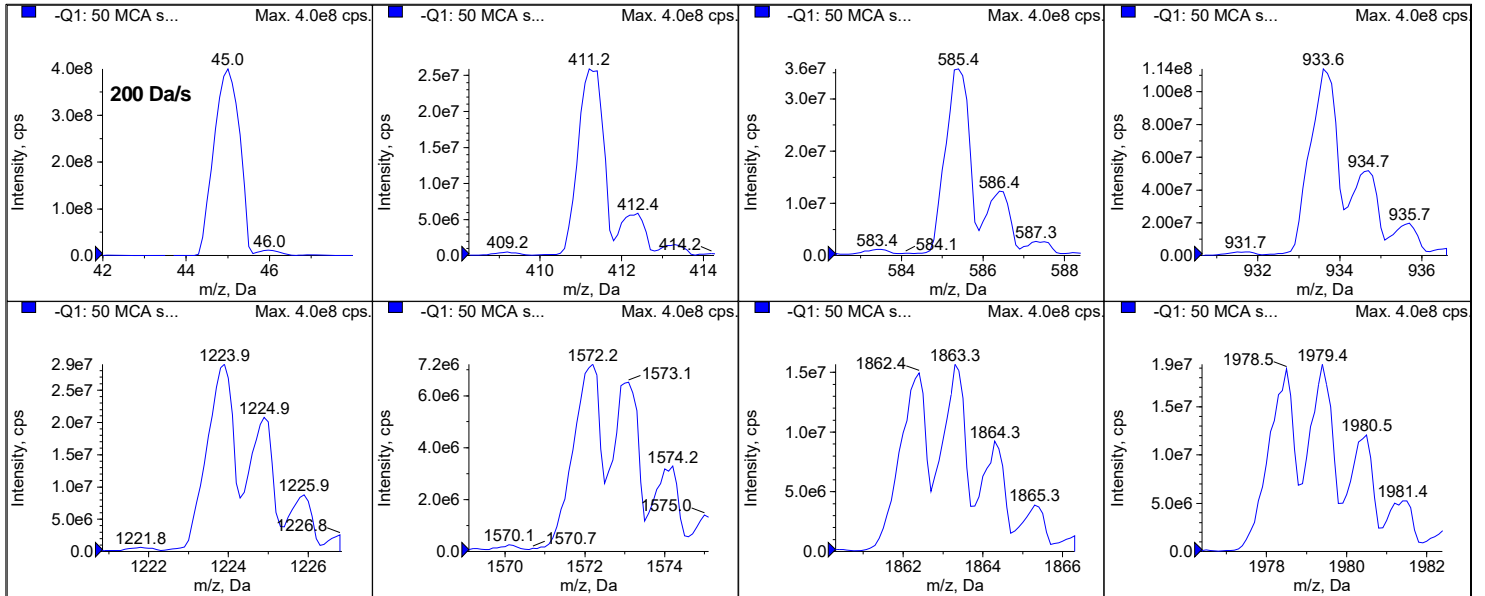 -Q1: 50 MCA s... Max. 4.0e8 cps.
45.0
4.0e8
200 Da/s
3.0e8
2.0e8
1.0e8
46.0
0.0
42 44 46
m/z, Da
Intensity, cps
-Q1: 50 MCA s... Max. 4.0e8 cps.
411.2
2.5e7
2.0e7
1.5e7
1.0e7
412.4
5.0e6
409.2 414.2
0.0
410 412 414
m/z, Da
Intensity, cps
-Q1: 50 MCA s... Max. 4.0e8 cps.
585.4
3.6e7
3.0e7
2.0e7
586.4
1.0e7
583.4 584.1 587.3
0.0
584 586 588
m/z, Da
Intensity, cps
-Q1: 50 MCA s... Max. 4.0e8 cps.
933.6
1.14e8
1.00e8
8.00e7
934.7
6.00e7
4.00e7
935.7
2.00e7
931.7
0.00
932 934 936
m/z, Da
Intensity, cps
-Q1: 50 MCA s... Max. 4.0e8 cps.
1223.9
2.9e7
2.5e7
1224.9
2.0e7
1.5e7
1225.9
1.0e7
5.0e6
1226.8
1221.8
0.0
1222 1224 1226
m/z, Da
Intensity, cps
-Q1: 50 MCA s... Max. 4.0e8 cps.
1572.2
7.2e6
1573.1
6.0e6
4.0e6
1574.2
2.0e6
1575.0
1570.1 1570.7
0.0
1570 1572 1574
m/z, Da
Intensity, cps
-Q1: 50 MCA s... Max. 4.0e8 cps.
1862.4 1863.3
1.5e7
1.0e7
1864.3
5.0e6
1865.3
0.0
1862 1864 1866
m/z, Da
Intensity, cps
-Q1: 50 MCA s... Max. 4.0e8 cps.
1978.5 1979.4
1.9e7
1.5e7
1980.5
1.0e7
5.0e6
1981.4
0.0
1978 1980 1982
m/z, Da
Intensity, cps